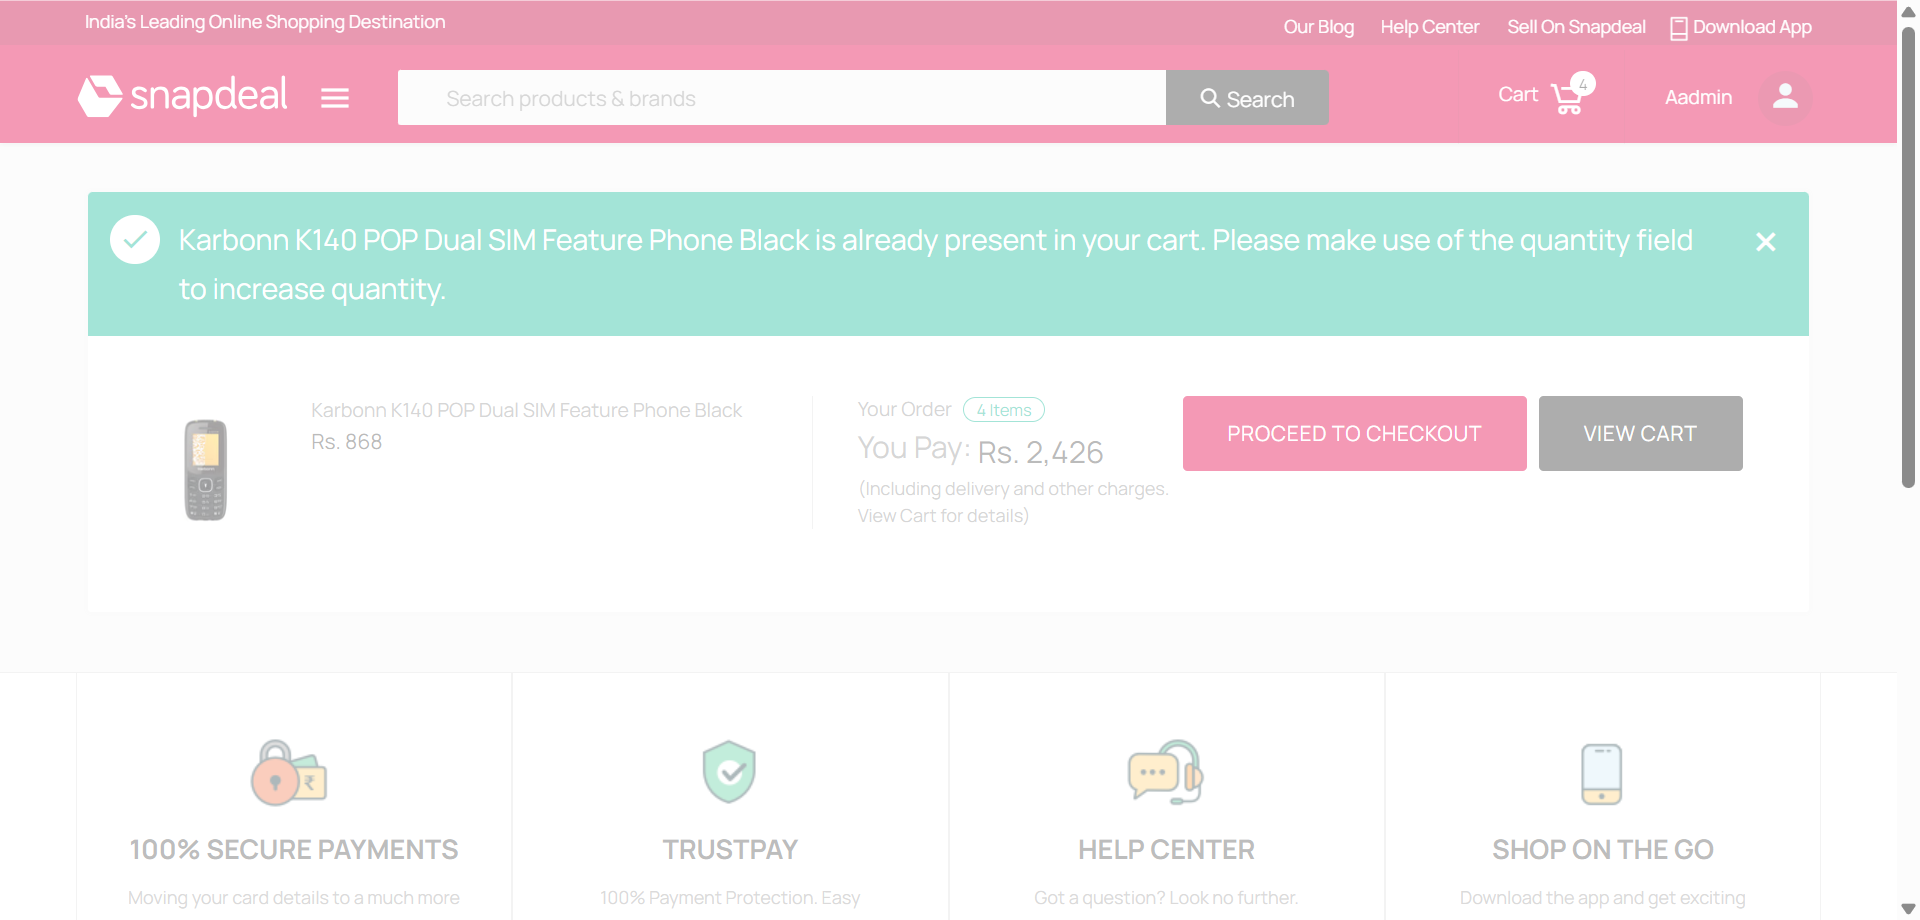 India's Leading Online Shopping Destination
Our Blog Help Center Sell On Snapdeal Download App
snapdeal
Search products & brands
Search
Cart 4
Aadmin
Karbonn K140 POP Dual SIM Feature Phone Black is already present in your cart. Please make use of the quantity field
to increase quantity.
Karbonn K140 POP Dual SIM Feature Phone Black
Rs. 868
Your Order 4 Items
You Pay: Rs. 2,426
(Including delivery and other charges.
View Cart for details)
PROCEED TO CHECKOUT
VIEW CART
100% SECURE PAYMENTS
Moving your card details to a much more
TRUSTPAY
100% Payment Protection. Easy
HELP CENTER
Got a question? Look no further.
SHOP ON THE GO
Download the app and get exciting